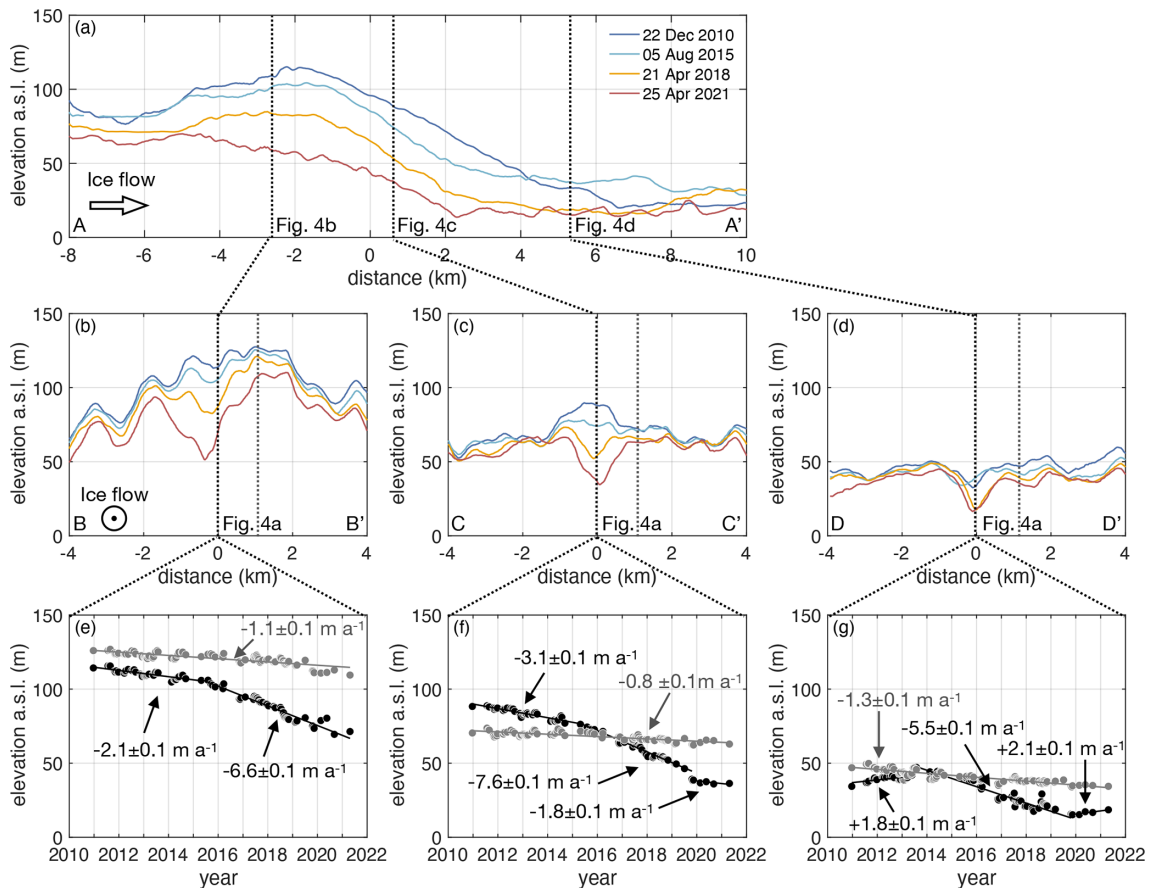 (a)
22 Dec 2010
05 Aug 2015
21 Apr 2018
25 Apr 2021
elevation a.s.l. (m)
150
100
50
0
Ice flow
A
Fig. 4b
Fig. 4c
Fig. 4d
A'
-8
-6
-4
-2
0
2
4
6
8
10
distance (km)
(b)
elevation a.s.l. (m)
150
100
50
0
Ice flow
B
Fig. 4a
B'
-4
-2
0
2
4
distance (km)
(c)
elevation a.s.l. (m)
150
100
50
0
C
Fig. 4a
C'
-4
-2
0
2
4
distance (km)
(d)
elevation a.s.l. (m)
150
100
50
0
D
Fig. 4a
D'
-4
-2
0
2
4
distance (km)
(e)
elevation a.s.l. (m)
150
100
50
0
-1.1±0.1 m a⁻¹
-2.1±0.1 m a⁻¹
-6.6±0.1 m a⁻¹
2010
2012
2014
2016
2018
2020
2022
year
(f)
elevation a.s.l. (m)
150
100
50
0
-3.1±0.1 m a⁻¹
-0.8 ±0.1m a⁻¹
-7.6±0.1 m a⁻¹
-1.8±0.1 m a⁻¹
2010
2012
2014
2016
2018
2020
2022
year
(g)
elevation a.s.l. (m)
150
100
50
0
-1.3±0.1 m a⁻¹
-5.5±0.1 m a⁻¹
+2.1±0.1 m a⁻¹
+1.8±0.1 m a⁻¹
2010
2012
2014
2016
2018
2020
2022
year